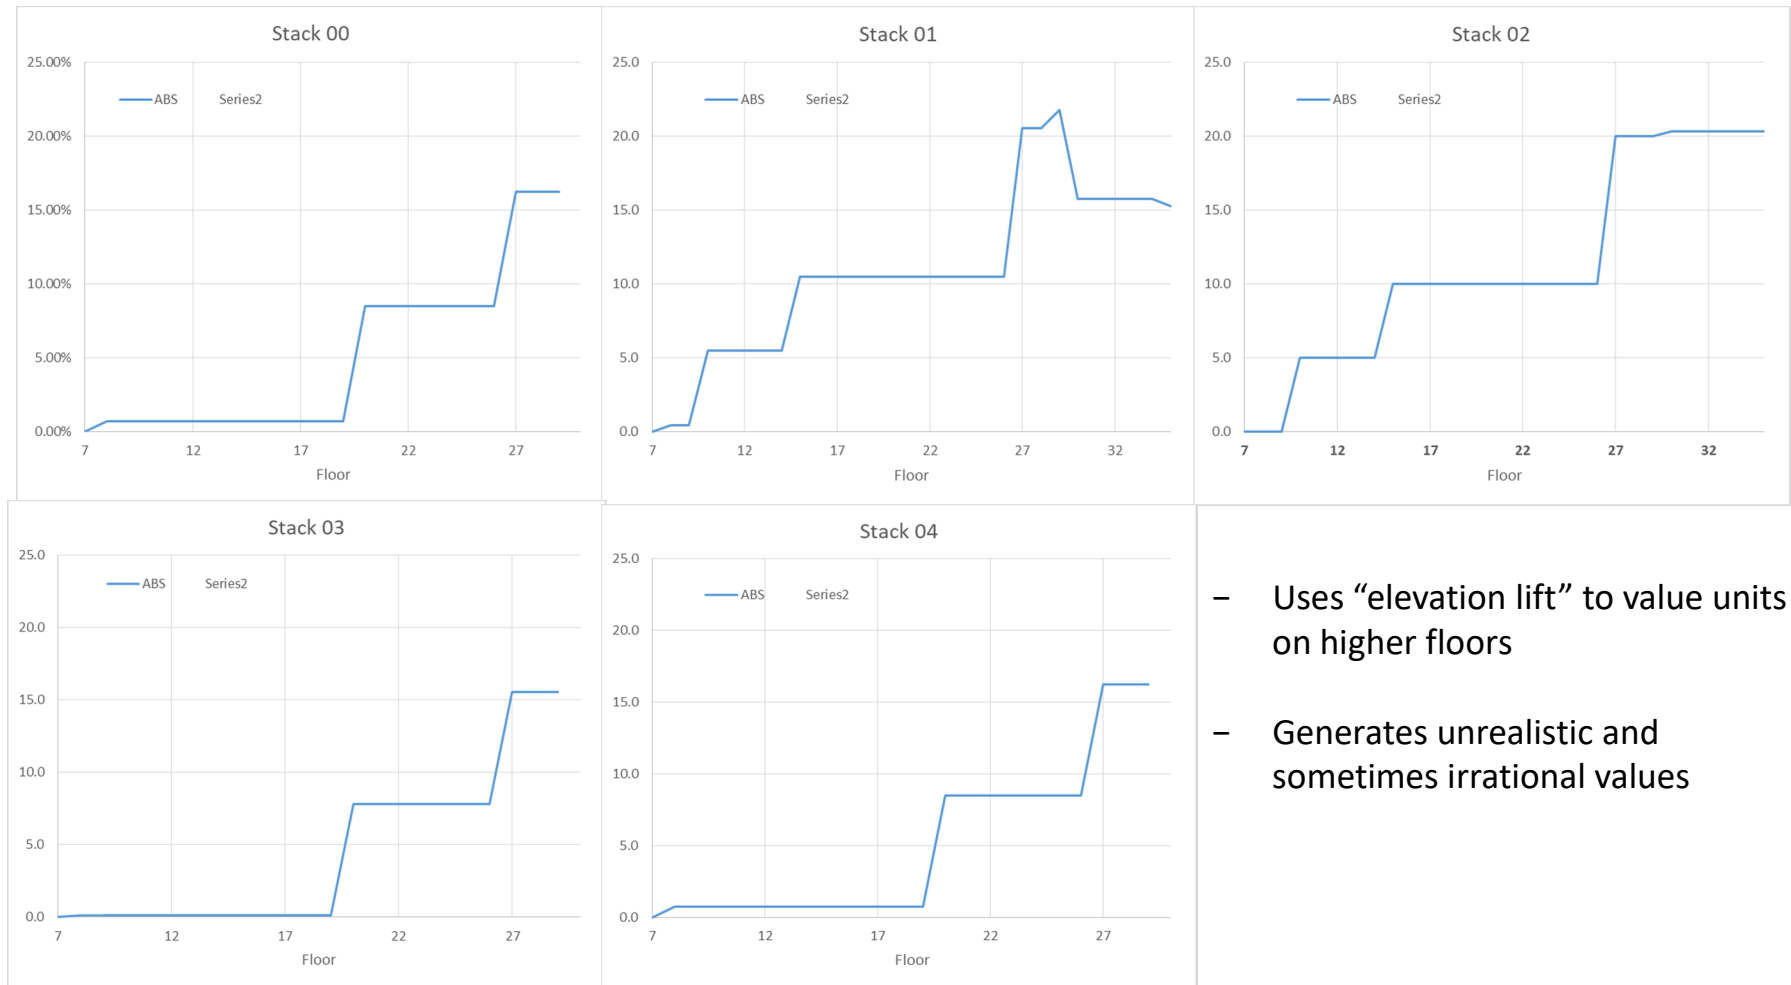 Stack 00
25.00%
ABS Series2
20.00%
15.00%
10.00%
5.00%
0.00%
7 12 17 22 27
Floor
Stack 01
25.0
ABS Series2
20.0
15.0
10.0
5.0
0.0
7 12 17 22 27 32
Floor
Stack 02
25.0
ABS Series2
20.0
15.0
10.0
5.0
0.0
7 12 17 22 27 32
Floor
Stack 03
25.0
ABS Series2
20.0
15.0
10.0
5.0
0.0
7 12 17 22 27
Floor
Stack 04
25.0
ABS Series2
20.0
15.0
10.0
5.0
0.0
7 12 17 22 27
Floor
– Uses “elevation lift” to value units
on higher floors
– Generates unrealistic and
sometimes irrational values